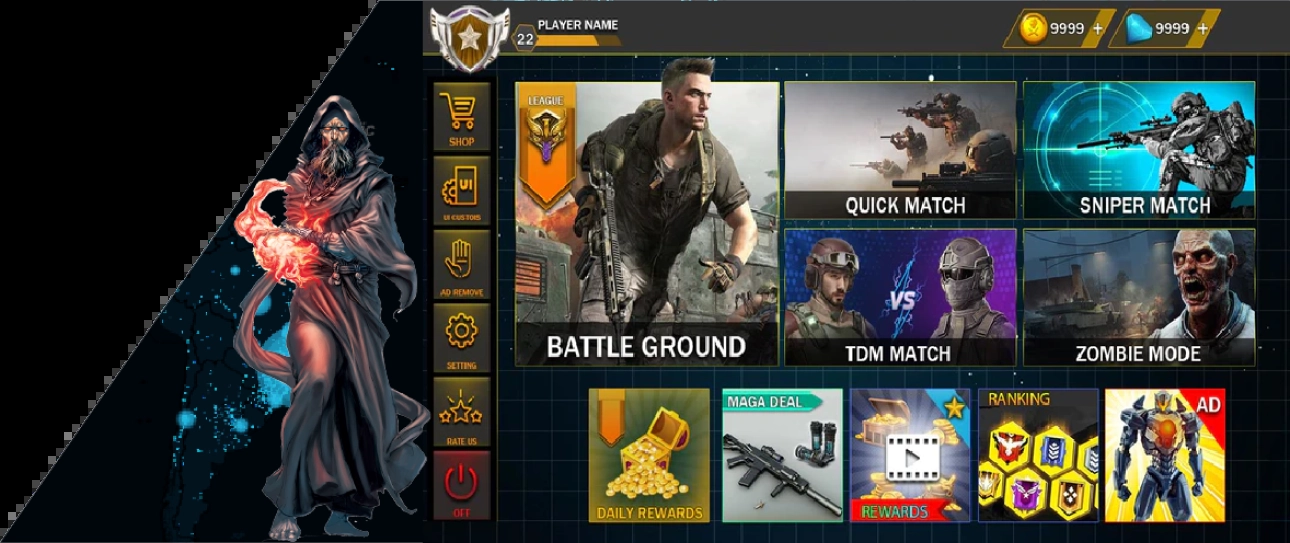 PLAYER NAME
22
9999 +
9999 +
SHOP
UI CUSTOMS
AD REMOVE
SETTING
RATE US
OFF
LEAGUE
BATTLE GROUND
QUICK MATCH
SNIPER MATCH
VS
TDM MATCH
ZOMBIE MODE
DAILY REWARDS
MAGA DEAL
REWARDS
RANKING
AD